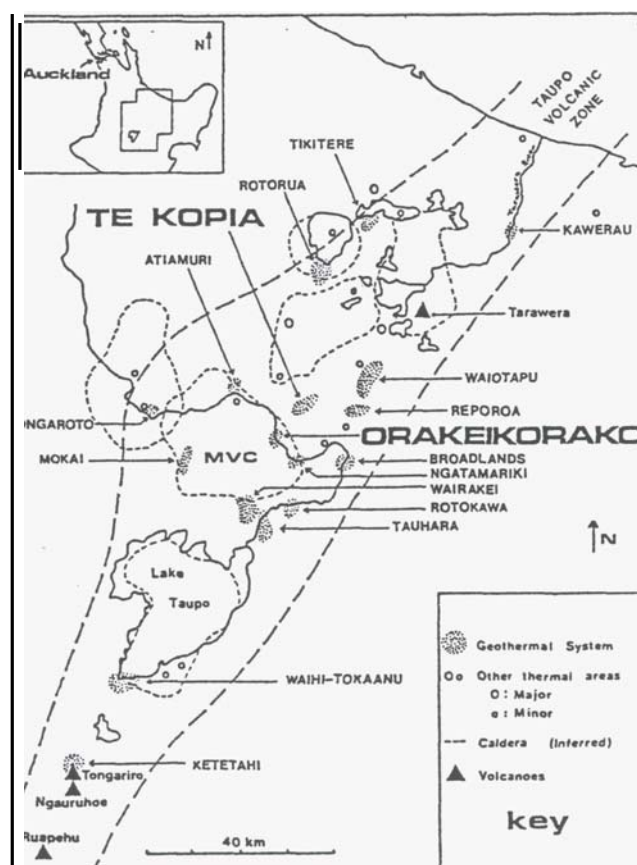 N
Auckland
TAUPO
VOLCANIC
ZONE
TIKITERE
ROTORUA
TE KOPIA
KAWERAU
ATIAMURI
Tarawera
WAIOTAPU
REPOROA
ONGAROTO
ORAKEIKORAKO
MOKAI
MVC
BROADLANDS
NGATAMARIKI
WAIRAKEI
ROTOKAWA
TAUHARA
N
Lake
Taupo
Geothermal System
Other thermal areas
O: Major
o: Minor
WAIHI-TOKAANU
Caldera (Inferred)
KETETAHI
Tongariro
Volcanoes
Ngauruhoe
key
Ruapehu
40 km